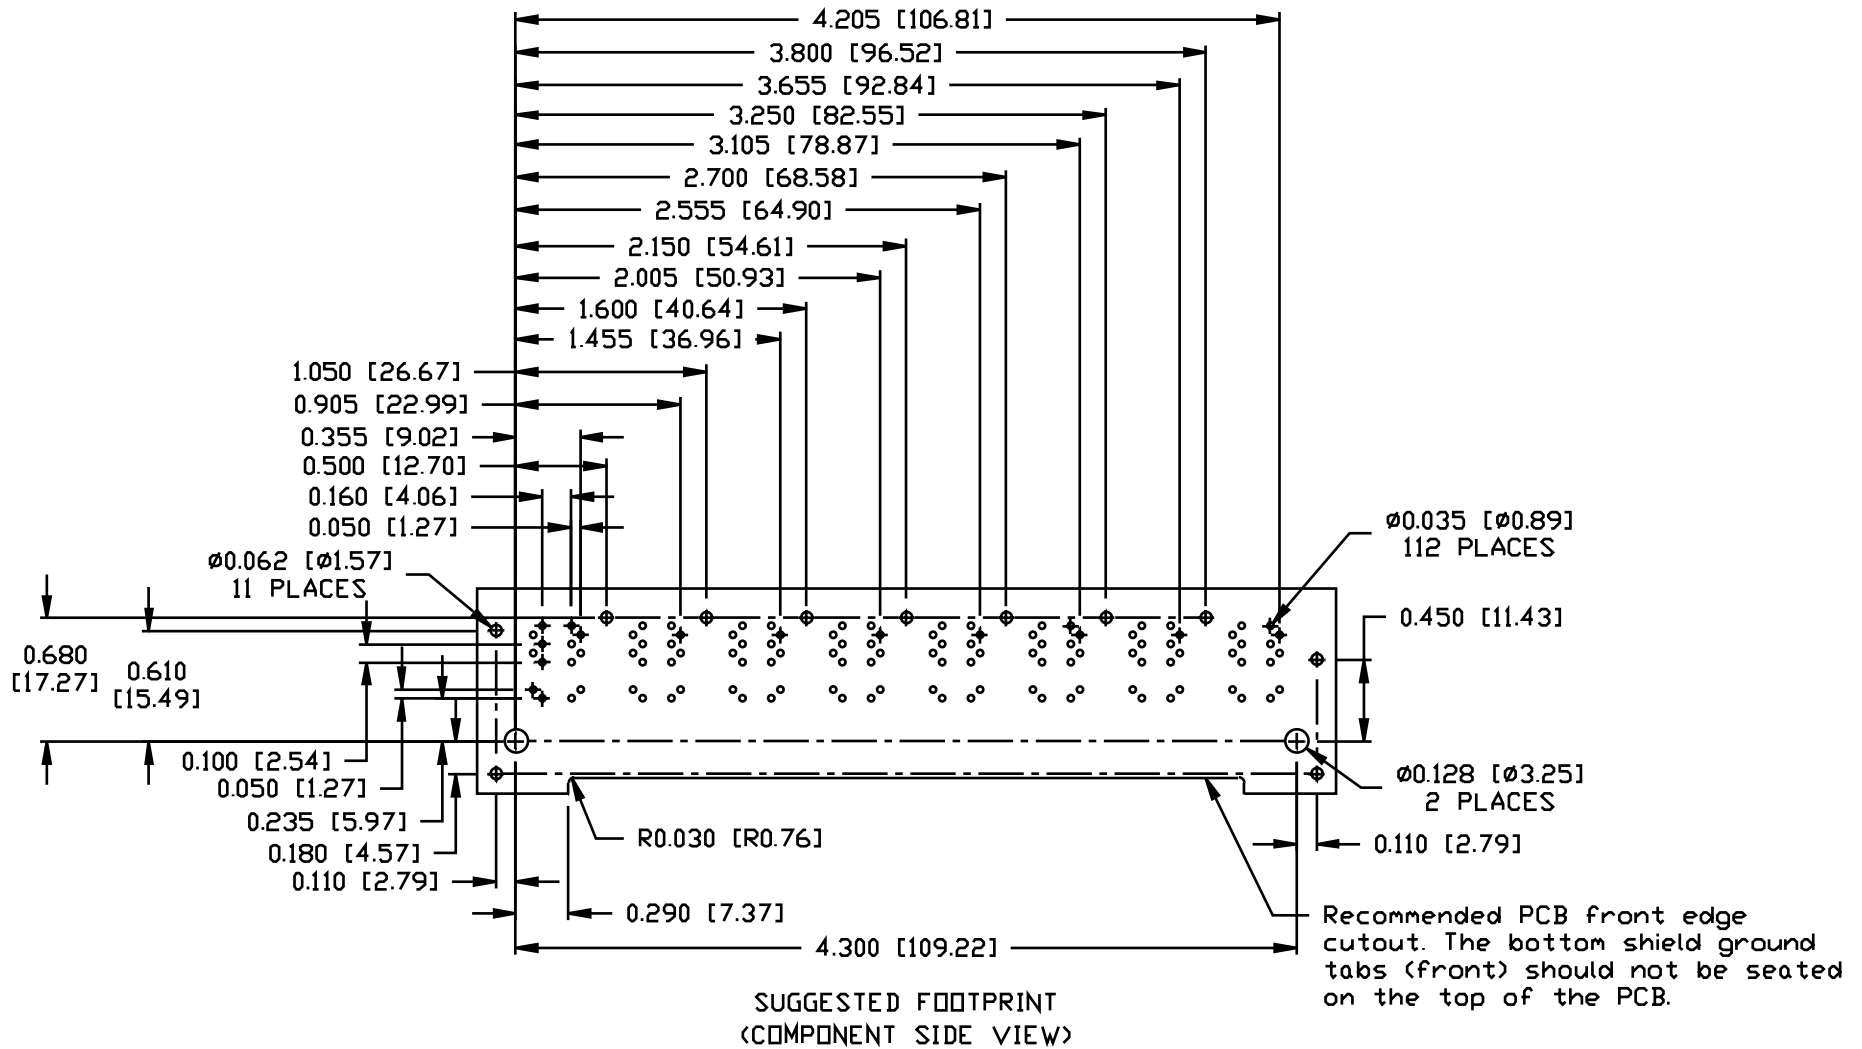 4.205 [106.81]
3.800 [96.52]
3.655 [92.84]
3.250 [82.55]
3.105 [78.87]
2.700 [68.58]
2.555 [64.90]
2.150 [54.61]
2.005 [50.93]
1.600 [40.64]
1.455 [36.96]
1.050 [26.67]
0.905 [22.99]
0.355 [9.02]
0.500 [12.70]
0.160 [4.06]
0.050 [1.27]
ø0.062 [ø1.57]
11 PLACES
ø0.035 [ø0.89]
112 PLACES
0.450 [11.43]
0.680
[17.27]
0.610
[15.49]
0.100 [2.54]
0.050 [1.27]
0.235 [5.97]
0.180 [4.57]
0.110 [2.79]
R0.030 [R0.76]
ø0.128 [ø3.25]
2 PLACES
0.110 [2.79]
0.290 [7.37]
4.300 [109.22]
Recommended PCB front edge
cutout. The bottom shield ground
tabs (front) should not be seated
on the top of the PCB.
SUGGESTED FOOTPRINT
(COMPONENT SIDE VIEW)